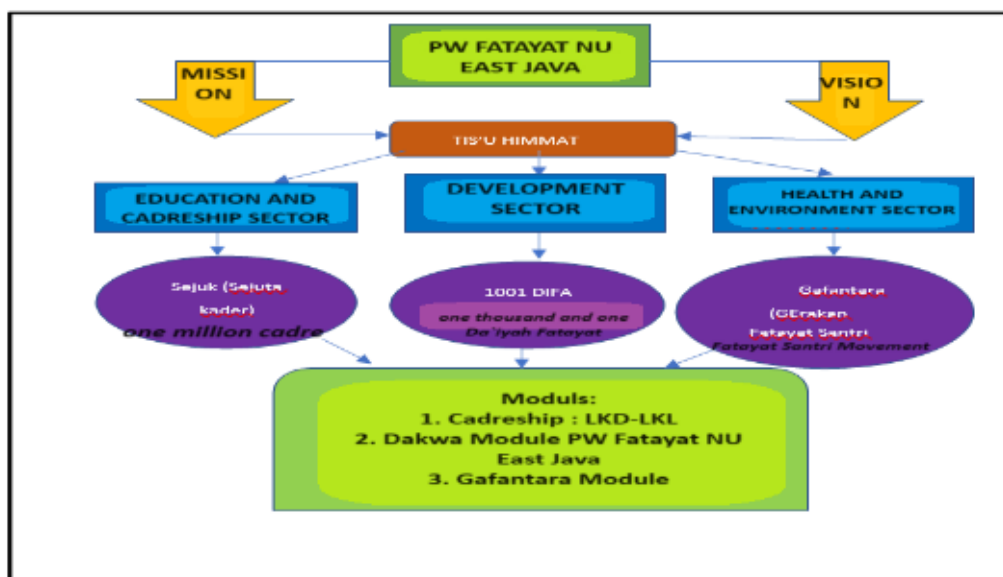 PW FATAYAT NU
EAST JAVA
MISSI
ON
VISIO
N
TIS'U HIMMAT
EDUCATION AND
CADRESHIP SECTOR
DEVELOPMENT
SECTOR
HEALTH AND
ENVIRONMENT SECTOR
Sejuk (Sejuta
kader)
one million cadre
1001 DIFA
one thousand and one
Da`iyah Fatayat
Gafantara
(GErakan
Fatayat Santri
Fatayat Santri Movement
Moduls:
1. Cadreship : LKD-LKL
2. Dakwa Module PW Fatayat NU
East Java
3. Gafantara Module